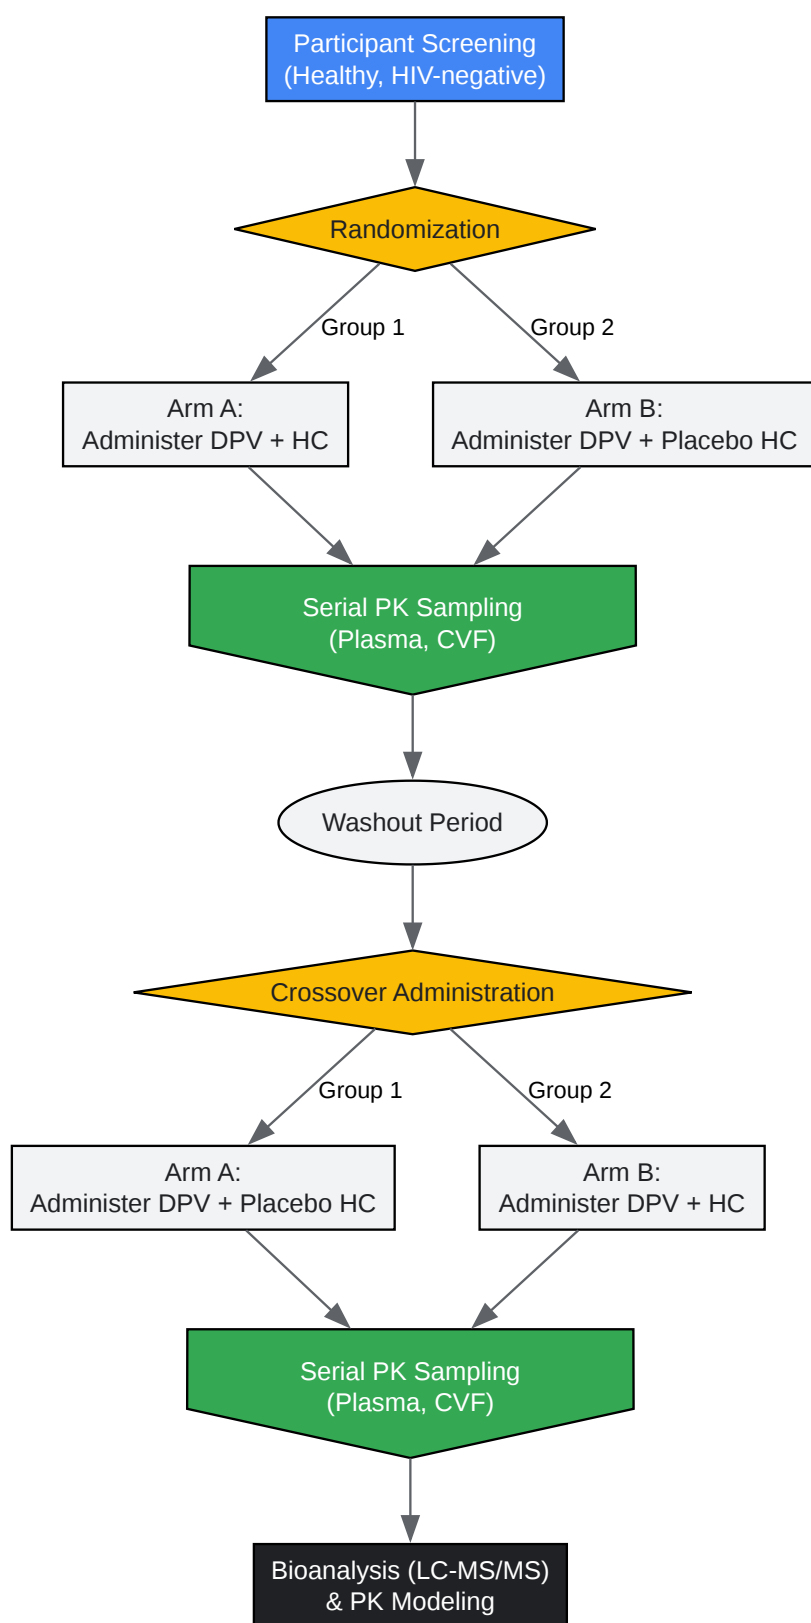 Participant Screening
(Healthy, HIV-negative)
Randomization
Group 1
Group 2
Arm A:
Administer DPV + HC
Arm B:
Administer DPV + Placebo HC
Serial PK Sampling
(Plasma, CVF)
Washout Period
Crossover Administration
Group 1
Group 2
Arm A:
Administer DPV + Placebo HC
Arm B:
Administer DPV + HC
Serial PK Sampling
(Plasma, CVF)
Bioanalysis (LC-MS/MS)
& PK Modeling